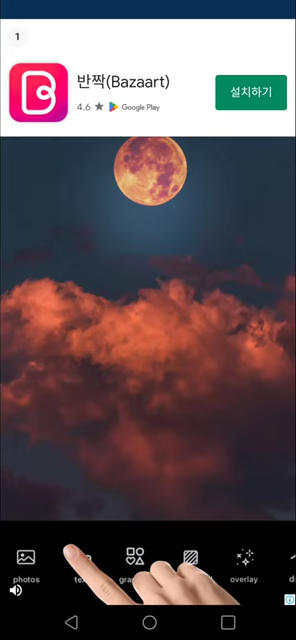 1
반짝(Bazaart)
4.6 ★ Google Play
설치하기
photos
overlay